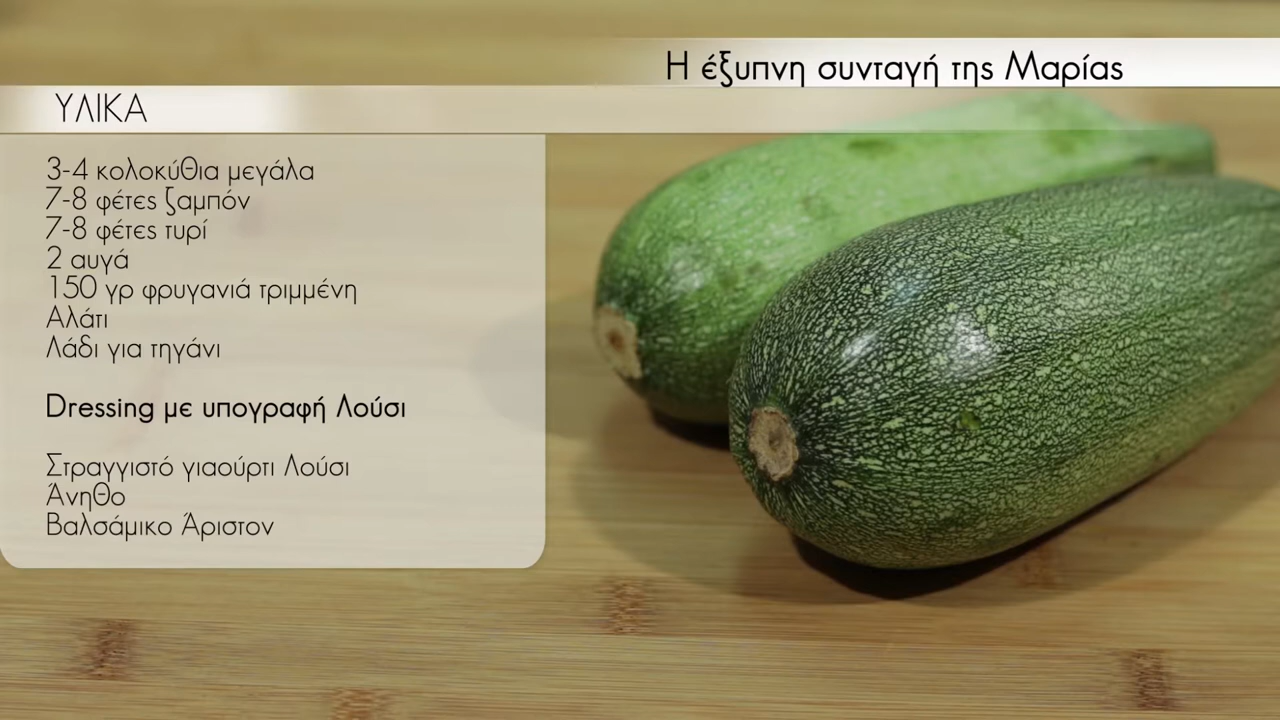 Η έξυπνη συνταγή της Μαρίας
ΥΛΙΚΑ
3-4 κολοκύθια μεγάλα
7-8 φέτες ζαμπόν
7-8 φέτες τυρί
2 αυγά
150 γρ φρυγανιά τριμμένη
Αλάτι
Λάδι για τηγάνι
Dressing με υπογραφή Λούσι
Στραγγιστό γιαούρτι Λούσι
Άνηθο
Βαλσάμικο Άριστον